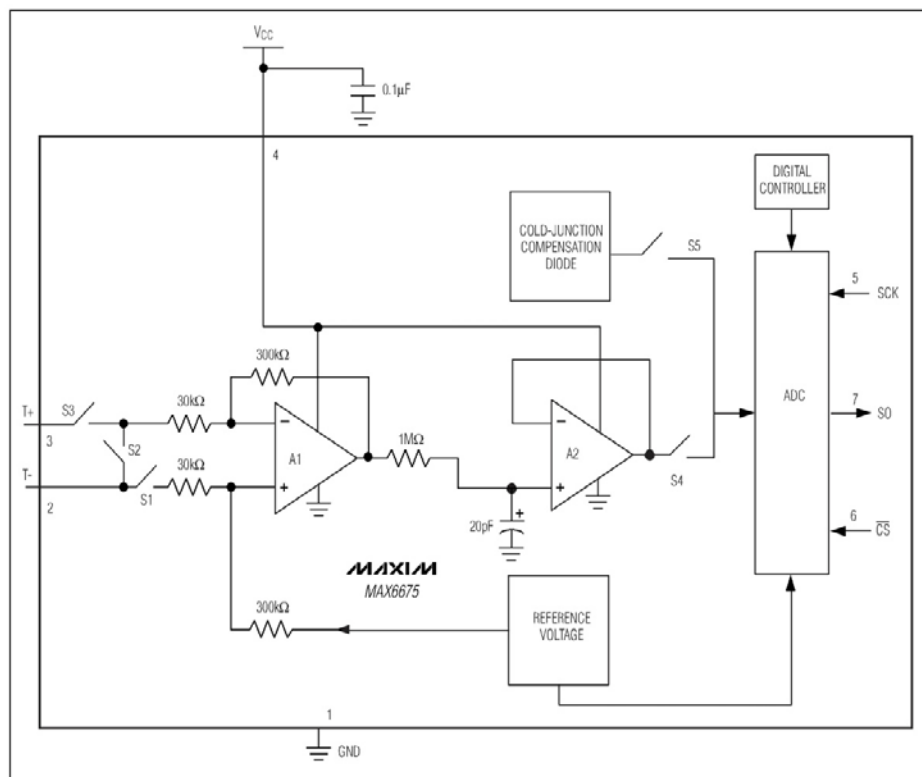 VCC
0.1μF
4
DIGITAL
CONTROLLER
COLD-JUNCTION
COMPENSATION
DIODE
S5
5
SCK
300kΩ
30kΩ
T+
S3
3
S2
A1
1MΩ
A2
ADC
7
SO
T-
30kΩ
S1
2
S4
20pF
6
CS
MAXIM
MAX6675
300kΩ
REFERENCE
VOLTAGE
1
GND